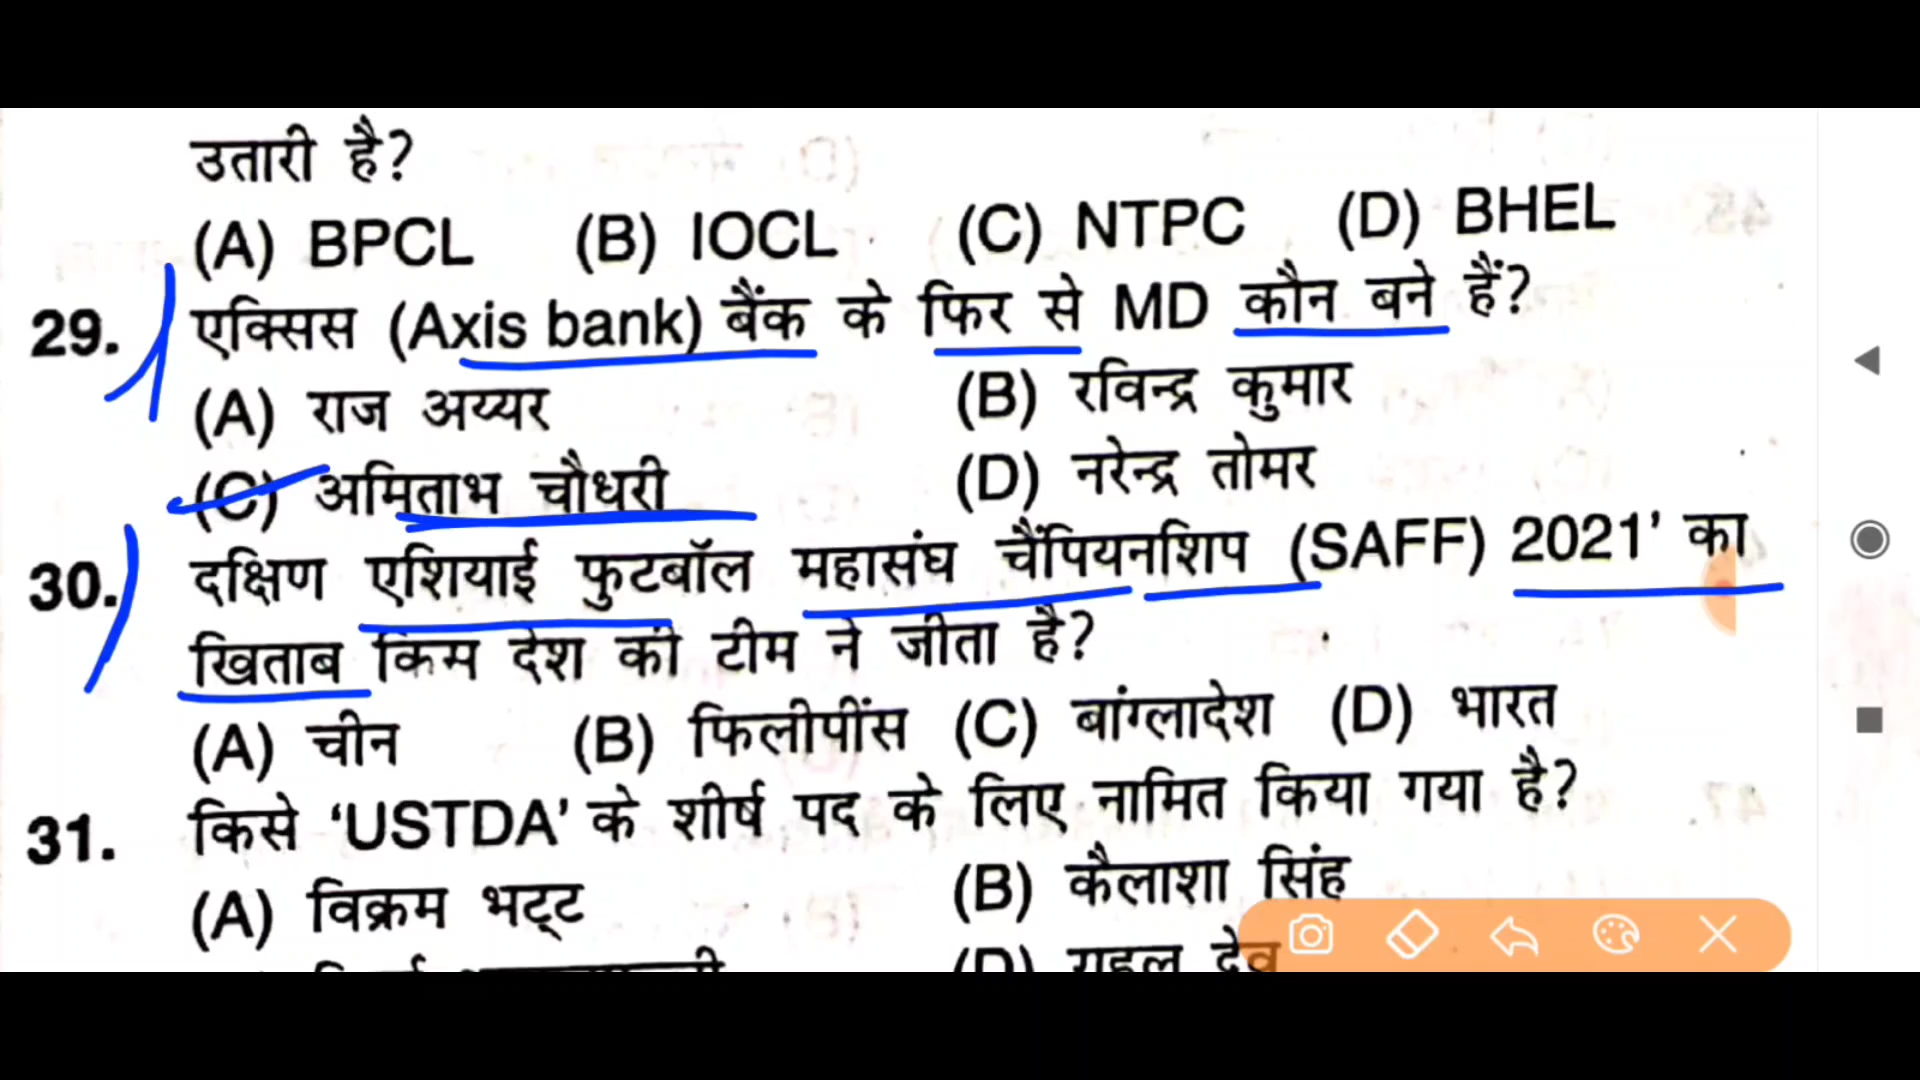 उतारी है?
(A) BPCL (B) IOCL (C) NTPC (D) BHEL
29. एक्सिस (Axis bank) बैंक के फिर से MD कौन बने हैं?
(A) राज अय्यर (B) रविन्द्र कुमार
(C) अमिताभ चौधरी (D) नरेन्द्र तोमर
30. दक्षिण एशियाई फुटबॉल महासंघ चैंपियनशिप (SAFF) 2021' का
खिताब किस देश की टीम ने जीता है?
(A) चीन (B) फिलीपींस (C) बांग्लादेश (D) भारत
31. किसे 'USTDA' के शीर्ष पद के लिए नामित किया गया है?
(A) विक्रम भट्ट (B) कैलाशा सिंह
(D) राहुल देव